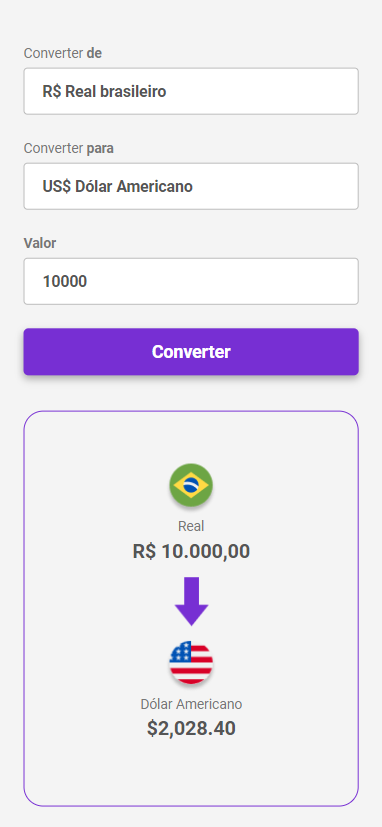 Converter de
R$ Real brasileiro
Converter para
US$ Dólar Americano
Valor
10000
Converter
Real
R$ 10.000,00
Dólar Americano
$2,028.40